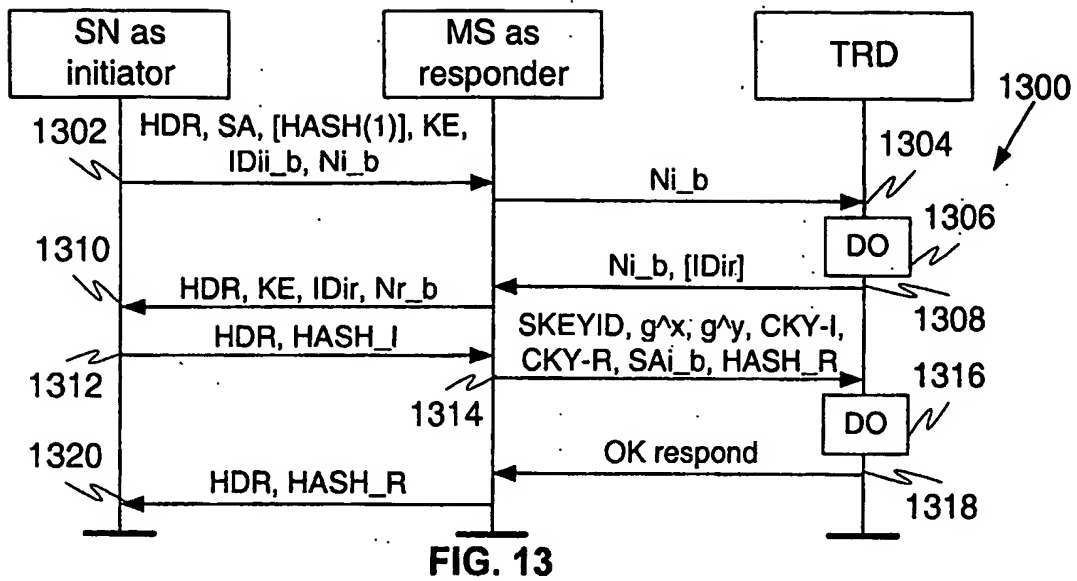 SN as
initiator
MS as
responder
TRD
1300
1302
HDR, SA, [HASH(1)], KE,
IDii_b, Ni_b
1304
Ni_b
1306
DO
1310
Ni_b, [IDir]
HDR, KE, IDir, Nr_b
1308
HDR, HASH_I
SKEYID, g^x; g^y, CKY-I,
CKY-R, SAi_b, HASH_R
1312
1314
1316
DO
1320
OK respond
HDR, HASH_R
1318
FIG. 13